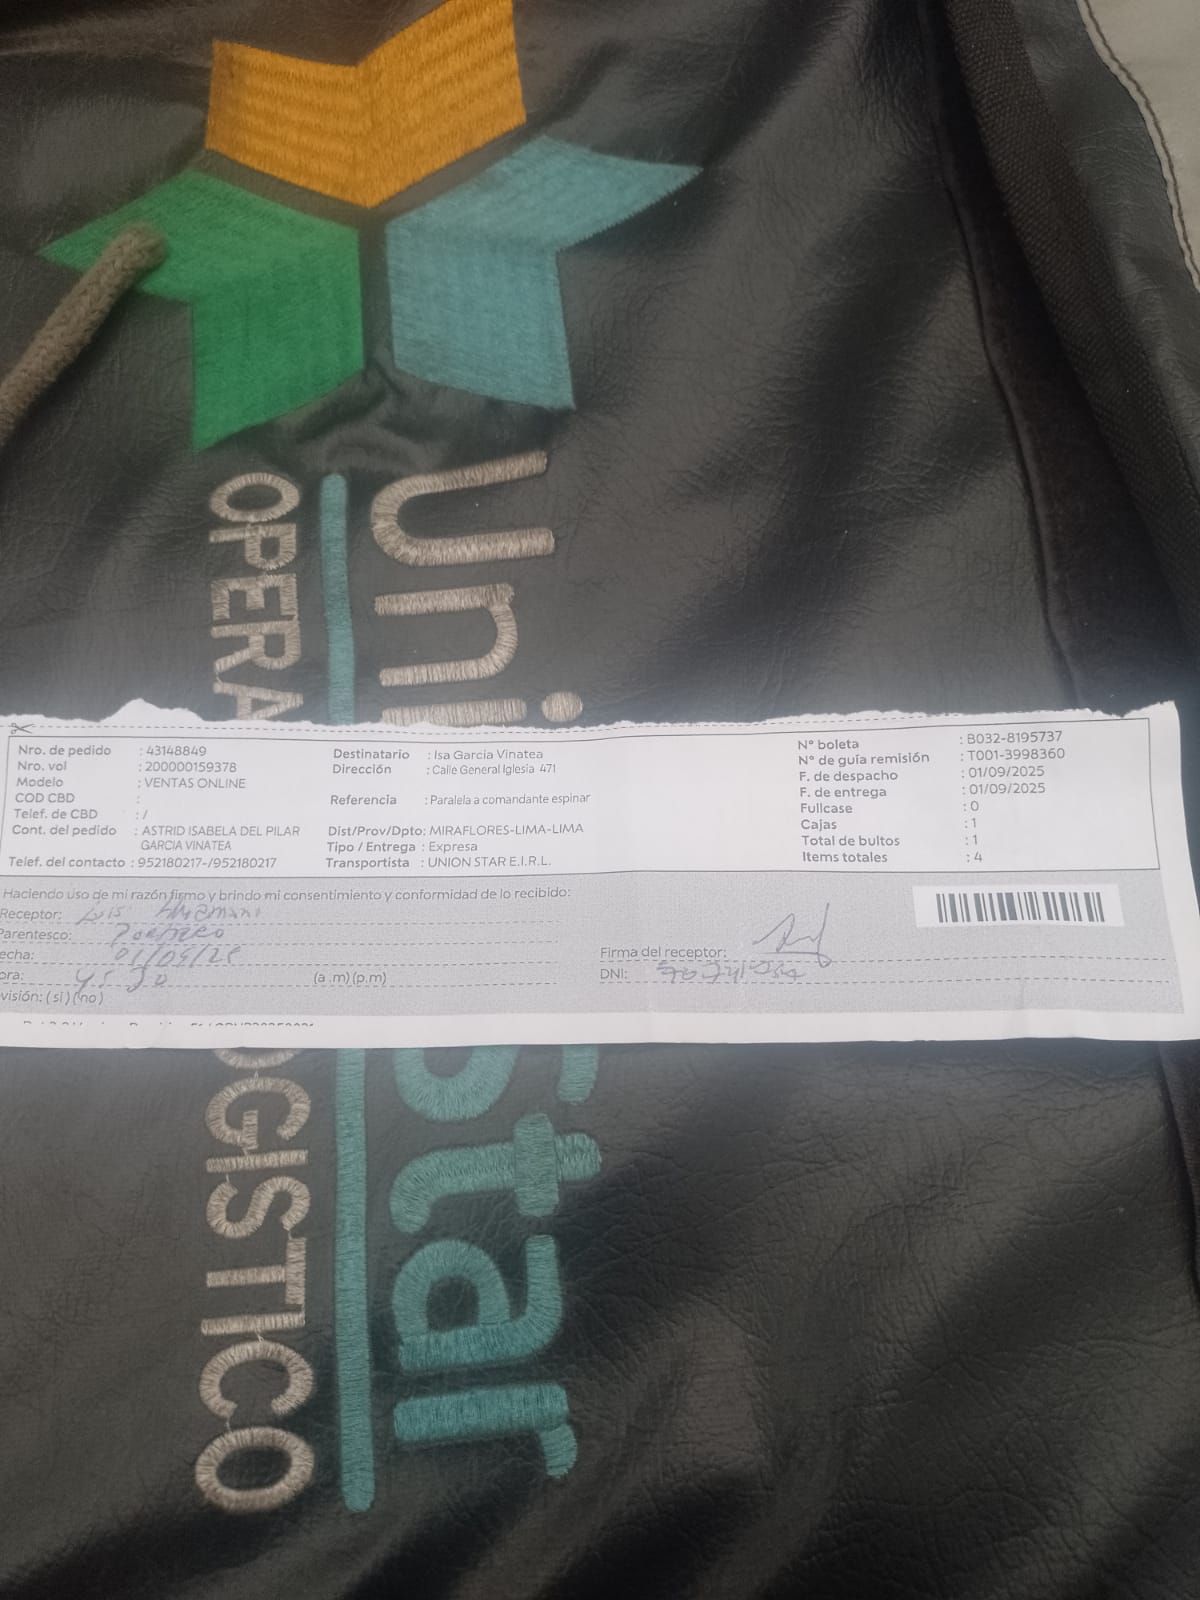 Uni
OPERA
Nro. de pedido : 43148849
Nro. vol : 200000159378
Modelo : VENTAS ONLINE
COD CBD :
Telef. de CBD : /
Cont. del pedido : ASTRID ISABELA DEL PILAR
GARCIA VINATEA
Telef. del contacto : 952180217-/952180217
Destinatario : Isa Garcia Vinatea
Dirección : Calle General Iglesia 471
Referencia : Paralela a comandante espinar
Dist/Prov/Dpto: MIRAFLORES-LIMA-LIMA
Tipo / Entrega : Expresa
Transportista : UNION STAR E.I.R.L.
N° boleta : B032-8195737
N° de guía remisión : T001-3998360
F. de despacho : 01/09/2025
F. de entrega : 01/09/2025
Fullcase : 0
Cajas : 1
Total de bultos : 1
Items totales : 4
Haciendo uso de mi razón firmo y brindo mi consentimiento y conformidad de lo recibido:
Receptor: Luis
Parentesco:
echa: 01/09/25
ora: (a.m)(p.m)
visión: (si)(no)
Firma del receptor:
DNI:
Star
OGISTICO